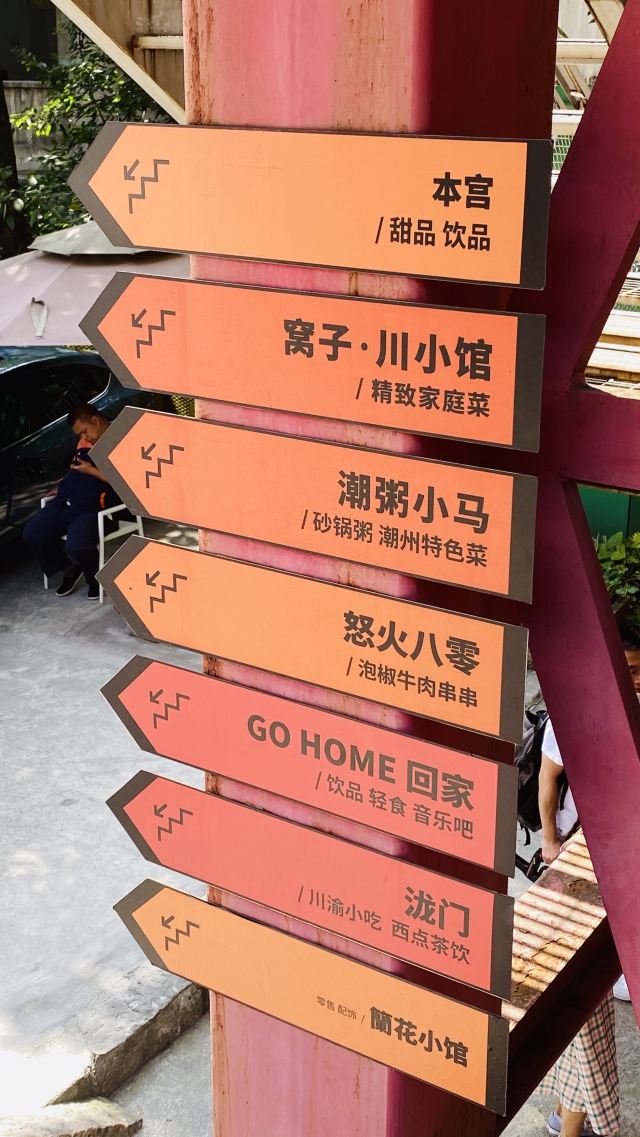 本宫
/ 甜品 饮品
窝子·川小馆
/ 精致家庭菜
潮粥小马
/ 砂锅粥 潮州特色菜
怒火八零
/ 泡椒牛肉串串
GO HOME 回家
/ 饮品 轻食 音乐吧
泷门
/ 川渝小吃 西点茶饮
零售 配饰 / 蘭花小馆